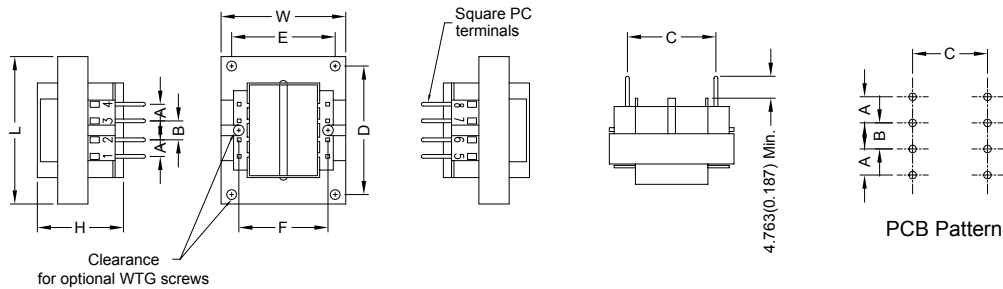 W
E
Square PC
terminals
C
C
L
4
3
2
1
A
B
A
D
8
7
6
5
4.763(0.187) Min.
A
B
A
H
F
PCB Pattern
Clearance
for optional WTG screws